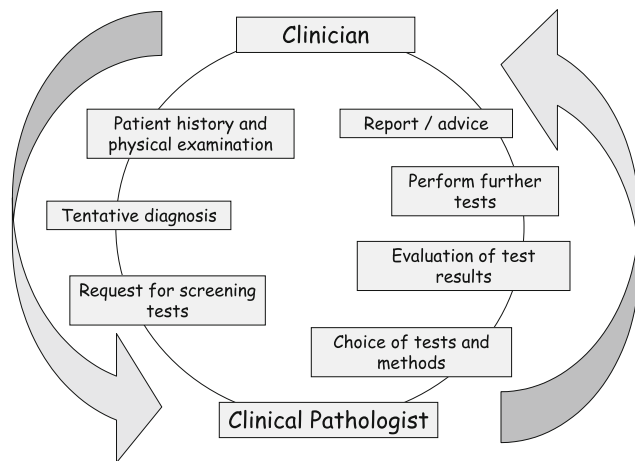 Clinician
Patient history and
physical examination
Tentative diagnosis
Request for screening
tests
Report / advice
Perform further
tests
Evaluation of test
results
Choice of tests and
methods
Clinical Pathologist